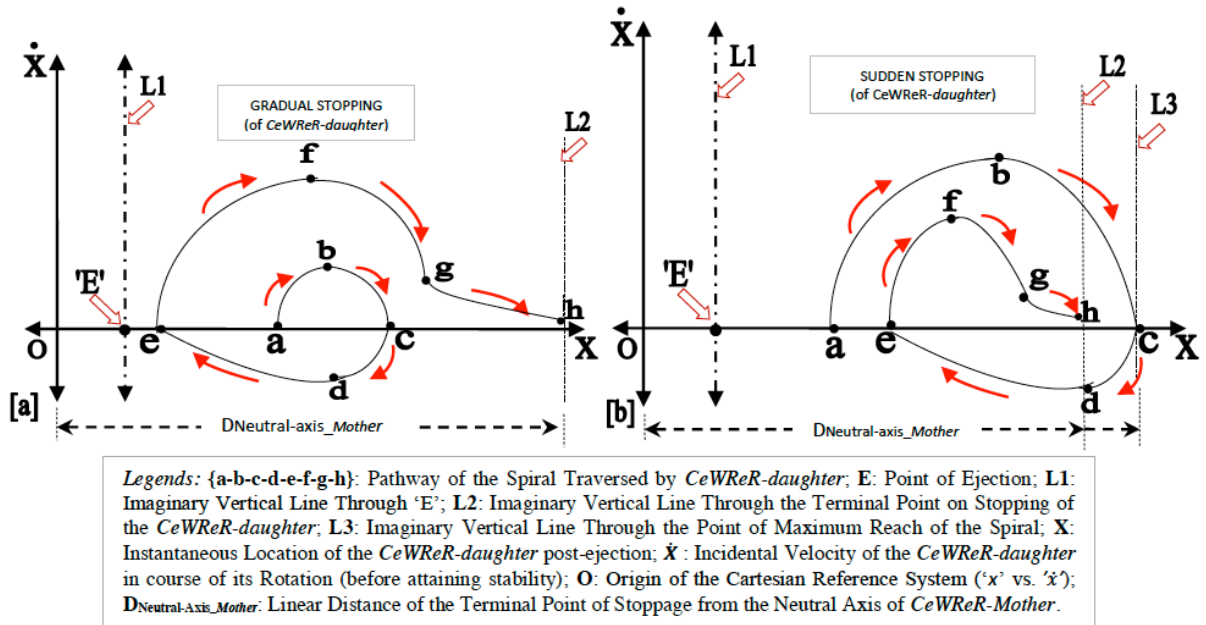 Ẋ
L1
GRADUAL STOPPING
(of CeWReR-daughter)
L2
f
b
g
'E'
h
O
e
a
c
X
d
[a]
DNeutral-axis_Mother
Ẋ
L1
SUDDEN STOPPING
(of CeWReR-daughter)
L2
L3
b
f
'E'
g
h
O
a
e
c
X
d
[b]
DNeutral-axis_Mother
Legends: {a-b-c-d-e-f-g-h}: Pathway of the Spiral Traversed by CeWReR-daughter; E: Point of Ejection; L1:
Imaginary Vertical Line Through ‘E’; L2: Imaginary Vertical Line Through the Terminal Point on Stopping of
the CeWReR-daughter; L3: Imaginary Vertical Line Through the Point of Maximum Reach of the Spiral; X:
Instantaneous Location of the CeWReR-daughter post-ejection; Ẋ : Incidental Velocity of the CeWReR-daughter
in course of its Rotation (before attaining stability); O: Origin of the Cartesian Reference System (‘x’ vs. ‘ẋ’);
DNeutral-Axis_Mother: Linear Distance of the Terminal Point of Stoppage from the Neutral Axis of CeWReR-Mother.